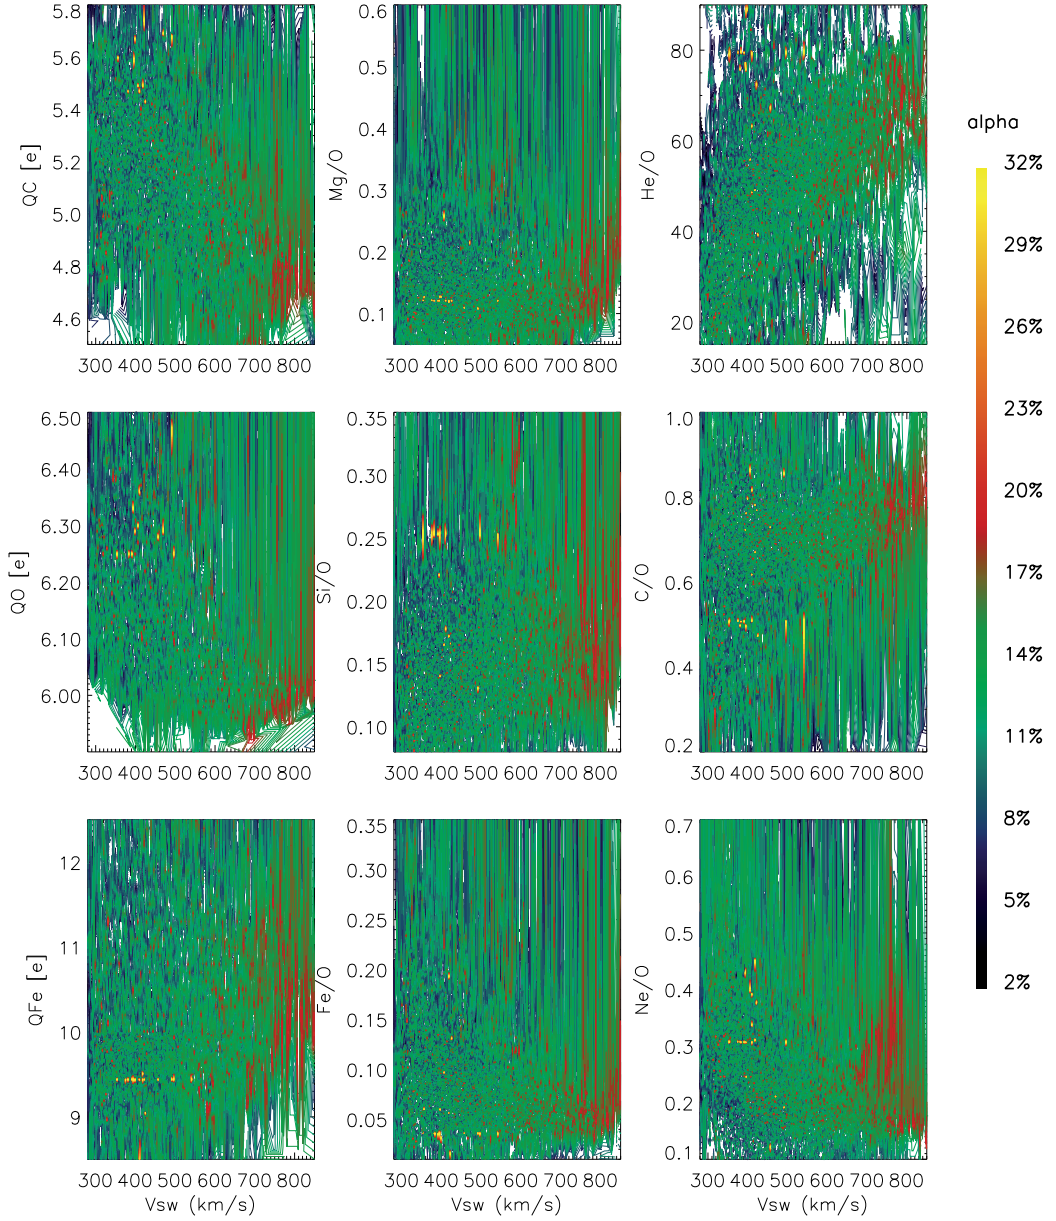 5.8
5.6
5.4
5.2
5.0
4.8
4.6
QC [e]
300 400 500 600 700 800
0.6
0.5
0.4
0.3
0.2
0.1
Mg/O
300 400 500 600 700 800
80
60
40
20
He/O
300 400 500 600 700 800
alpha
32%
29%
26%
23%
20%
17%
14%
11%
8%
5%
2%
6.50
6.40
6.30
6.20
6.10
6.00
QO [e]
300 400 500 600 700 800
0.35
0.30
0.25
0.20
0.15
0.10
Si/O
300 400 500 600 700 800
1.0
0.8
0.6
0.4
0.2
C/O
300 400 500 600 700 800
12
11
10
9
QFe [e]
300 400 500 600 700 800
Vsw (km/s)
0.35
0.30
0.25
0.20
0.15
0.10
0.05
Fe/O
300 400 500 600 700 800
Vsw (km/s)
0.7
0.6
0.5
0.4
0.3
0.2
0.1
Ne/O
300 400 500 600 700 800
Vsw (km/s)